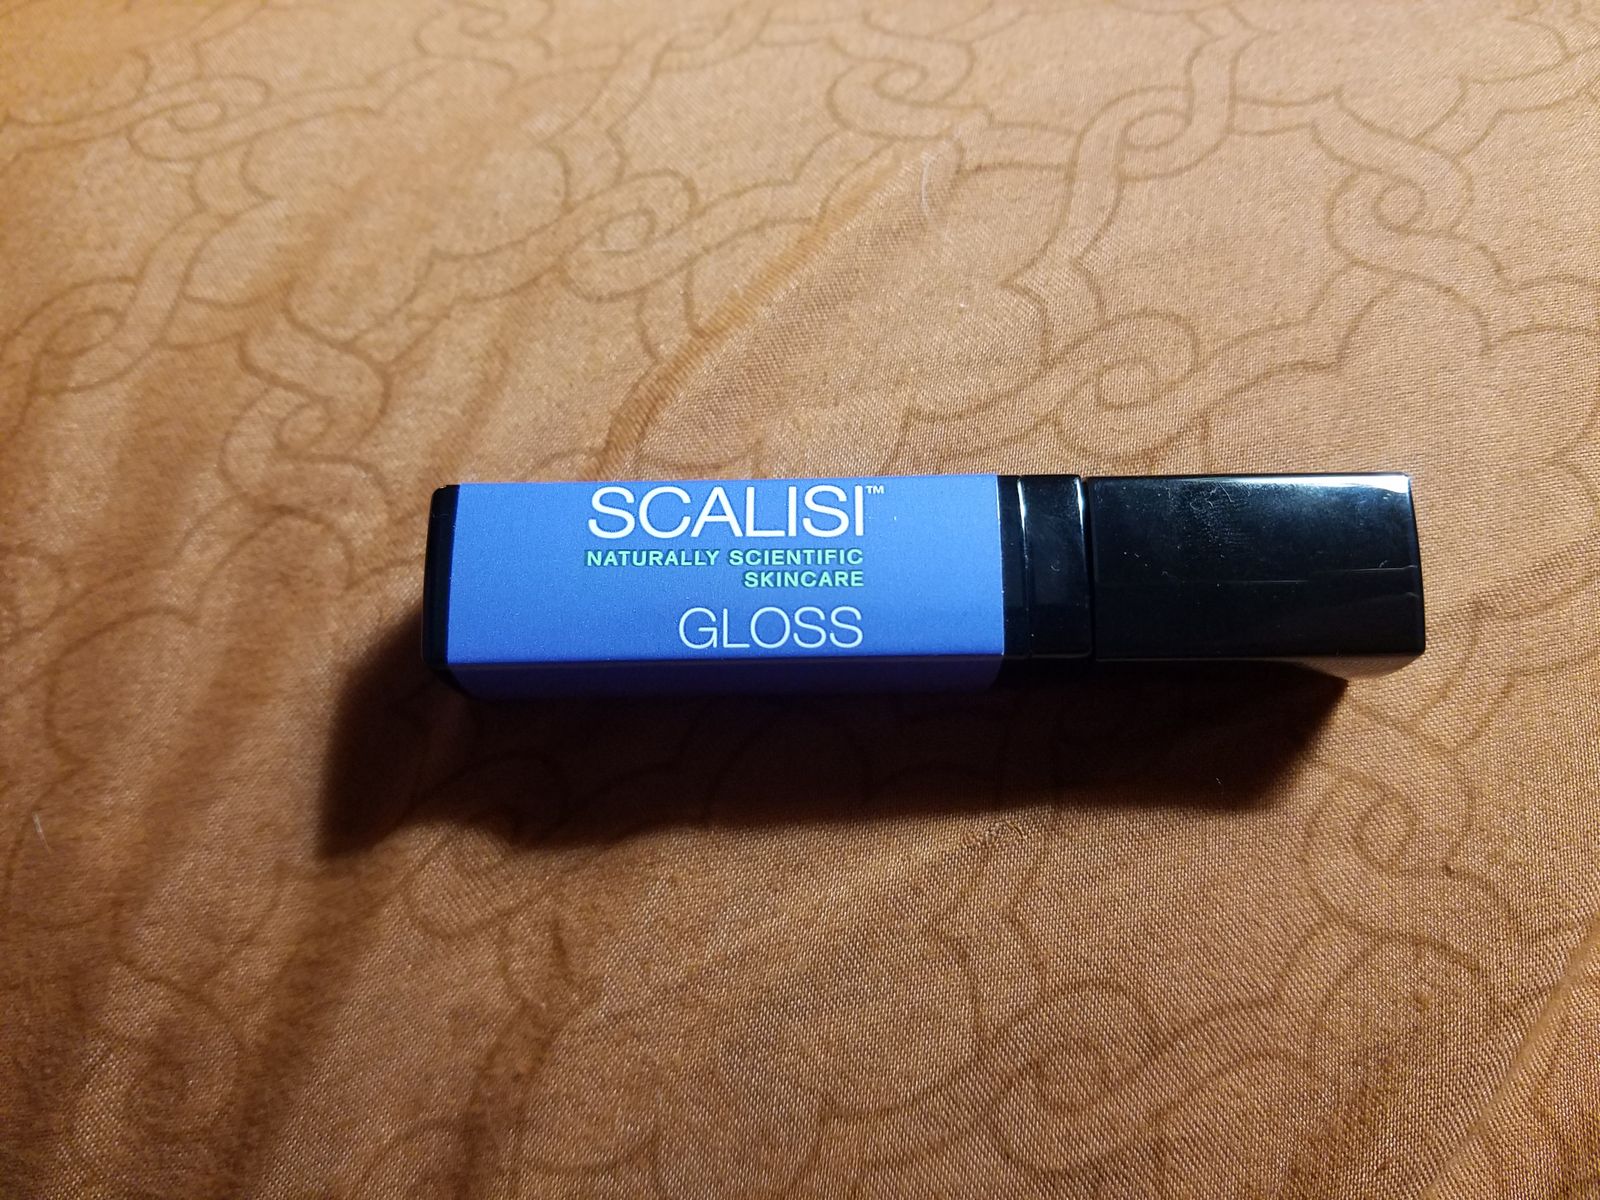 SCALISI™
NATURALLY SCIENTIFIC
SKINCARE
GLOSS